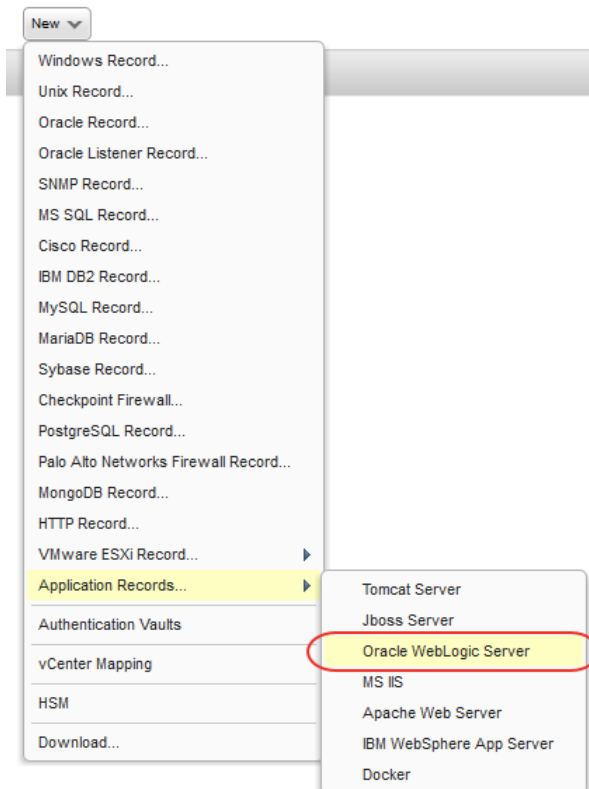 New
Windows Record...
Unix Record...
Oracle Record...
Oracle Listener Record...
SNMP Record...
MS SQL Record...
Cisco Record...
IBM DB2 Record...
MySQL Record...
MariaDB Record...
Sybase Record...
Checkpoint Firewall...
PostgreSQL Record...
Palo Alto Networks Firewall Record...
MongoDB Record...
HTTP Record...
VMware ESXi Record...
Application Records...
Authentication Vaults
vCenter Mapping
HSM
Download...
Tomcat Server
Jboss Server
Oracle WebLogic Server
MS IIS
Apache Web Server
IBM WebSphere App Server
Docker